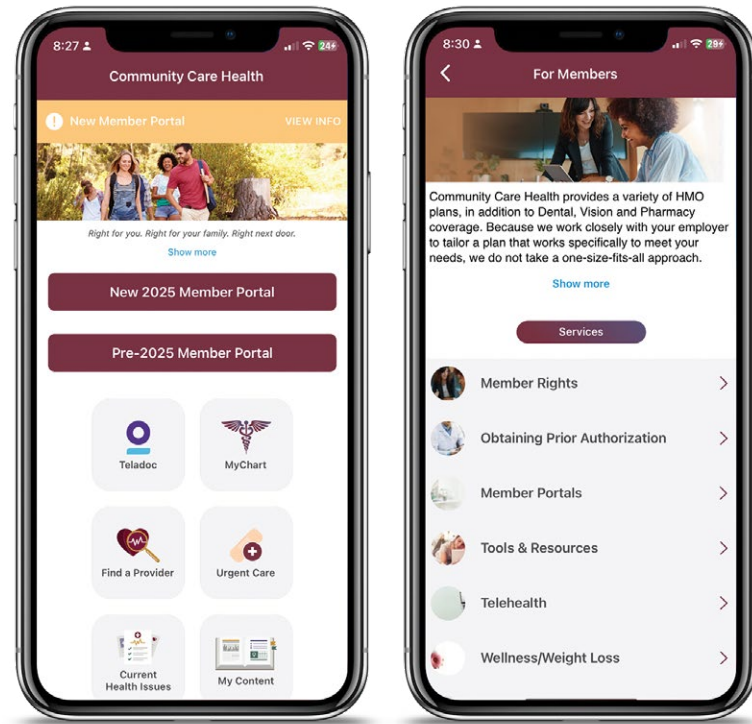 8:27
24
Community Care Health
! New Member Portal VIEW INFO
Right for you. Right for your family. Right next door.
Show more
New 2025 Member Portal
Pre-2025 Member Portal
Teladoc
MyChart
Find a Provider
Urgent Care
Current
Health Issues
My Content
8:30
29
For Members
Community Care Health provides a variety of HMO
plans, in addition to Dental, Vision and Pharmacy
coverage. Because we work closely with your employer
to tailor a plan that works specifically to meet your
needs, we do not take a one-size-fits-all approach.
Show more
Services
Member Rights
Obtaining Prior Authorization
Member Portals
Tools & Resources
Telehealth
Wellness/Weight Loss